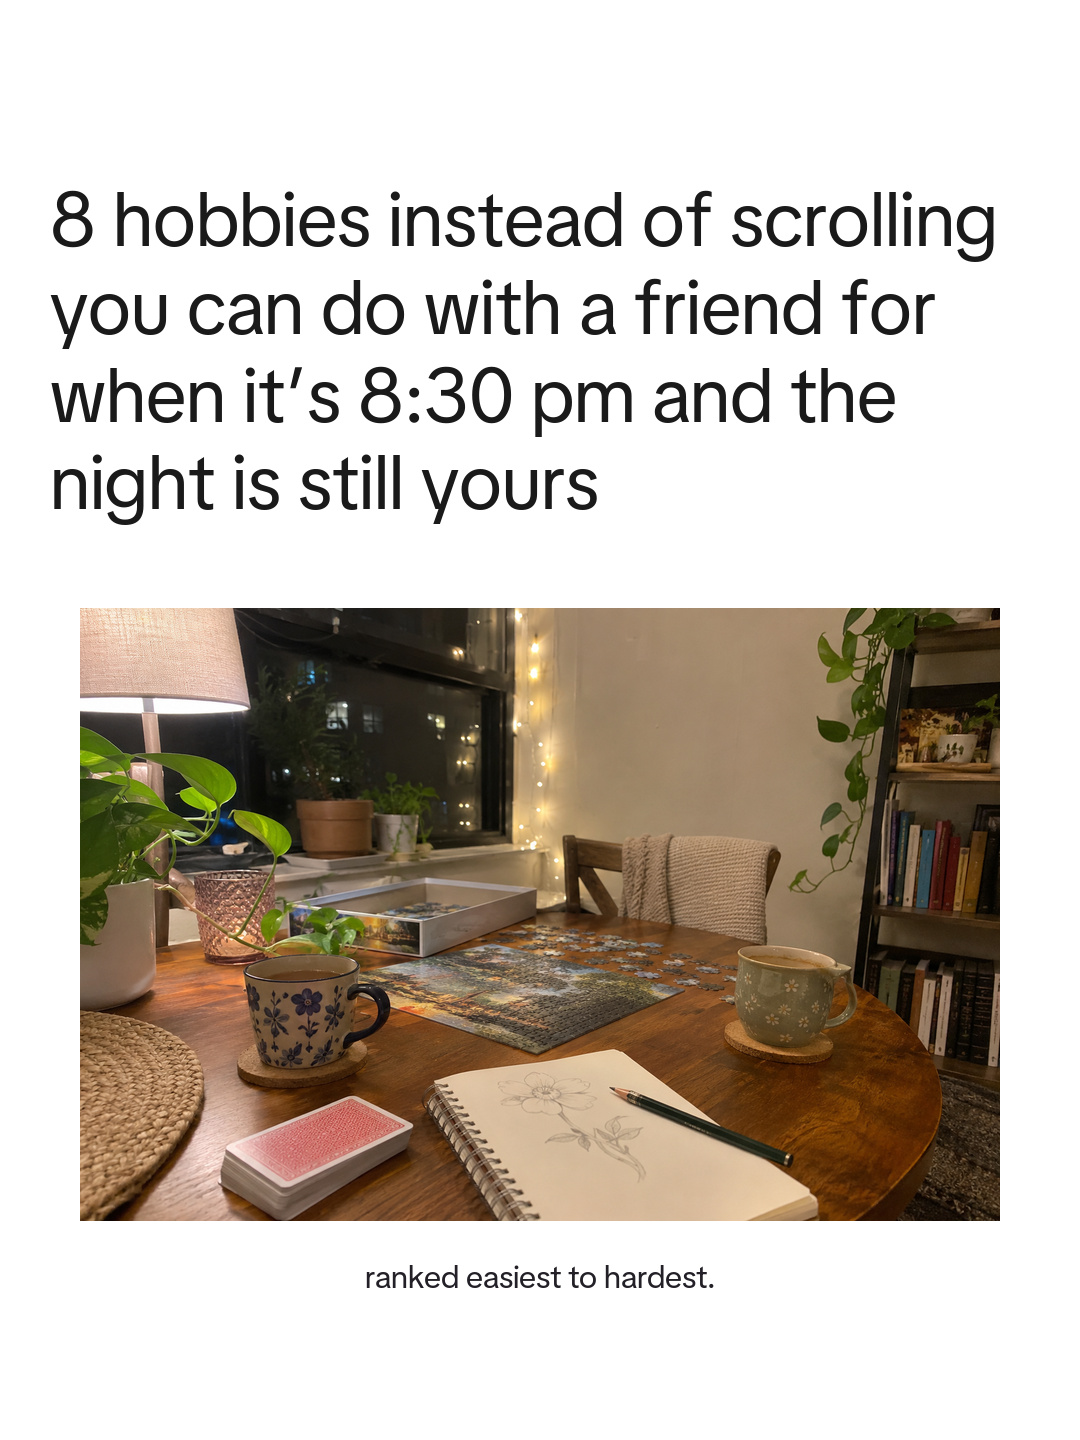 8 hobbies instead of scrolling
you can do with a friend for
when it’s 8:30 pm and the
night is still yours
ranked easiest to hardest.